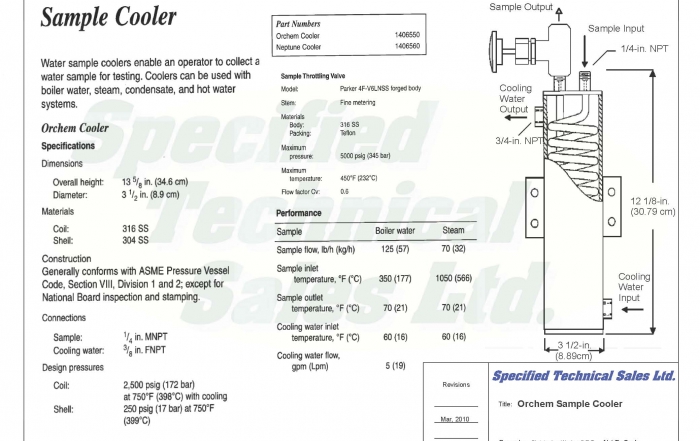 Sample Cooler
Water sample coolers enable an operator to collect a
water sample for testing. Coolers can be used with
boiler water, steam, condensate, and hot water
systems.
Orchem Cooler
Specifications
Dimensions
Overall height: 13 5/8 in. (34.6 cm)
Diameter: 3 1/2 in. (8.9 cm)
Materials
Coil: 316 SS
Shell: 304 SS
Construction
Generally conforms with ASME Pressure Vessel
Code, Section VIII, Division 1 and 2; except for
National Board inspection and stamping.
Connections
Sample: 1/4 in. MNPT
Cooling water: 3/8 in. FNPT
Design pressures
Coil: 2,500 psig (172 bar)
at 750°F (398°C) with cooling
Shell: 250 psig (17 bar) at 750°F
(399°C)
Part Numbers
Orchem Cooler 1406550
Neptune Cooler 1406560
Sample Throttling Valve
Model: Parker 4F-V6LNSS forged body
Stem: Fine metering
Materials
Body: 316 SS
Packing: Teflon
Maximum
pressure: 5000 psig (345 bar)
Maximum
temperature: 450°F (232°C)
Flow factor Cv: 0.6
Performance
Sample Boiler water Steam
Sample flow, lb/h (kg/h) 125 (57) 70 (32)
Sample inlet
temperature, °F (°C) 350 (177) 1050 (566)
Sample outlet
temperature, °F (°C) 70 (21) 70 (21)
Cooling water inlet
temperature, °F (°C) 60 (16) 60 (16)
Cooling water flow,
gpm (Lpm) 5 (19)
Sample Output
Sample Input
1/4-in. NPT
Cooling
Water
Output
3/4-in. NPT
12 1/8-in.
(30.79 cm)
Cooling
Water
Input
3 1/2-in
(8.89cm)
Specified
Technical
Sales Ltd.
Revisions
Mar, 2010
Specified Technical Sales Ltd.
Title: Orchem Sample Cooler